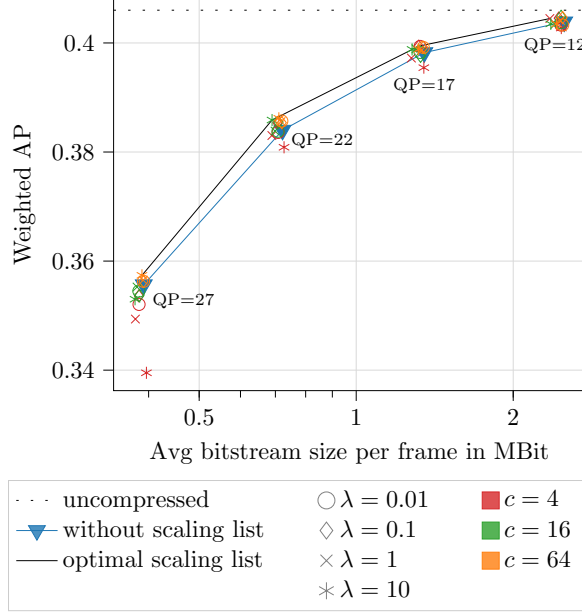 0.4
QP=12
QP=17
0.38
QP=22
Weighted AP
0.36
QP=27
0.34
0.5 1 2
Avg bitstream size per frame in MBit
uncompressed λ = 0.01 c = 4
without scaling list λ = 0.1 c = 16
optimal scaling list λ = 1 c = 64
λ = 10